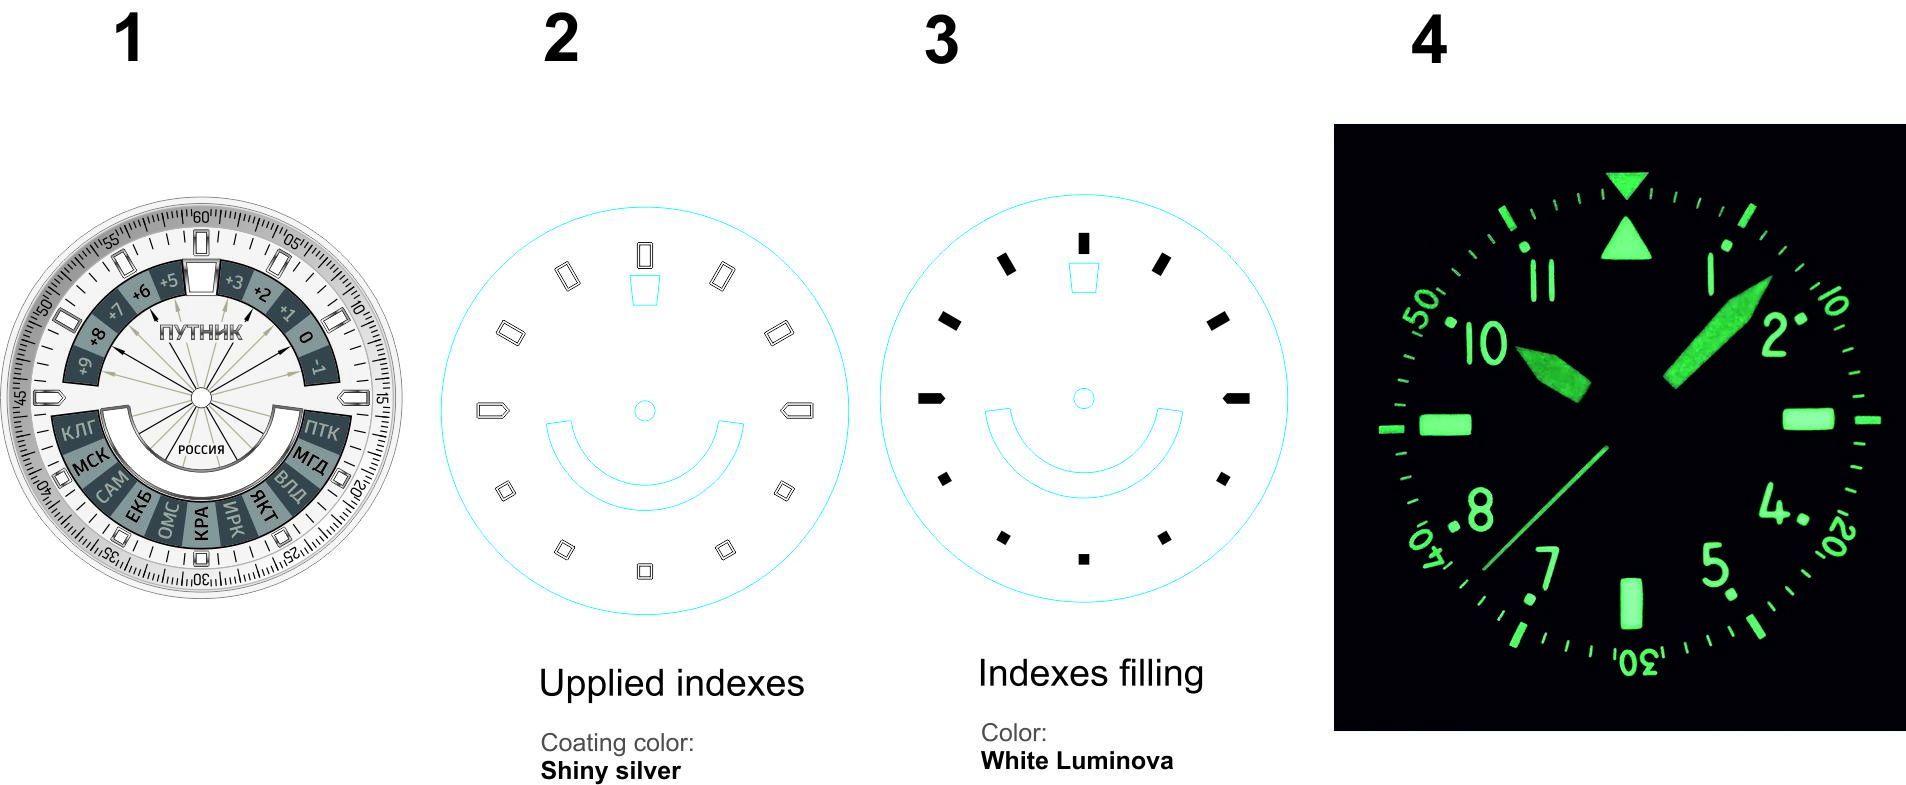 1 2 3 4
60
55 05
50 10
45 15
40 20
35 25
30
+9 +8 +7 +6 +5 +3 +2 +1 0 -1
ПУТНИК
РОССИЯ
КЛГ МСК САМ ЕКБ ОМС КРА ИРК ЯКТ ВЛД МГД ПТК
Upplied indexes
Coating color:
Shiny silver
Indexes filling
Color:
White Luminova
11 1
50 10
10 2
8 4
40 20
7 5
30